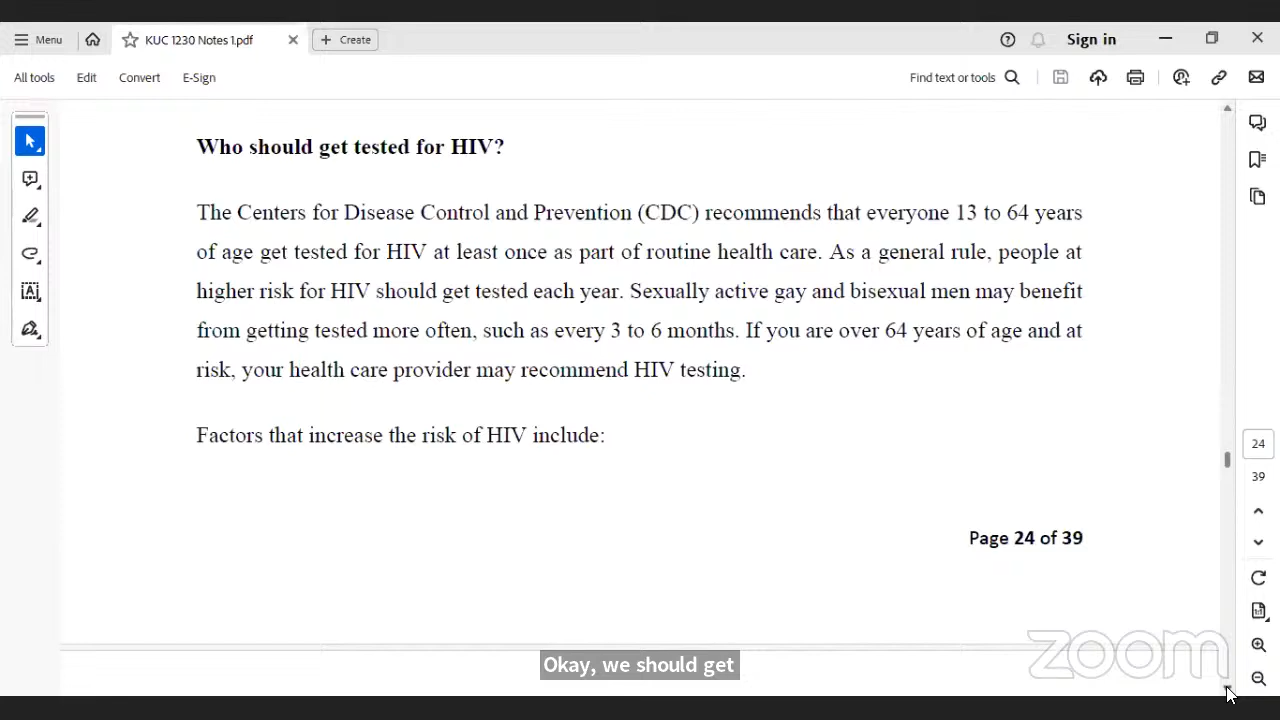 Menu
KUC 1230 Notes 1.pdf
Create
Sign in
All tools
Edit
Convert
E-Sign
Find text or tools
Who should get tested for HIV?
The Centers for Disease Control and Prevention (CDC) recommends that everyone 13 to 64 years
of age get tested for HIV at least once as part of routine health care. As a general rule, people at
higher risk for HIV should get tested each year. Sexually active gay and bisexual men may benefit
from getting tested more often, such as every 3 to 6 months. If you are over 64 years of age and at
risk, your health care provider may recommend HIV testing.
Factors that increase the risk of HIV include:
24
39
Page 24 of 39
zoom
Okay, we should get